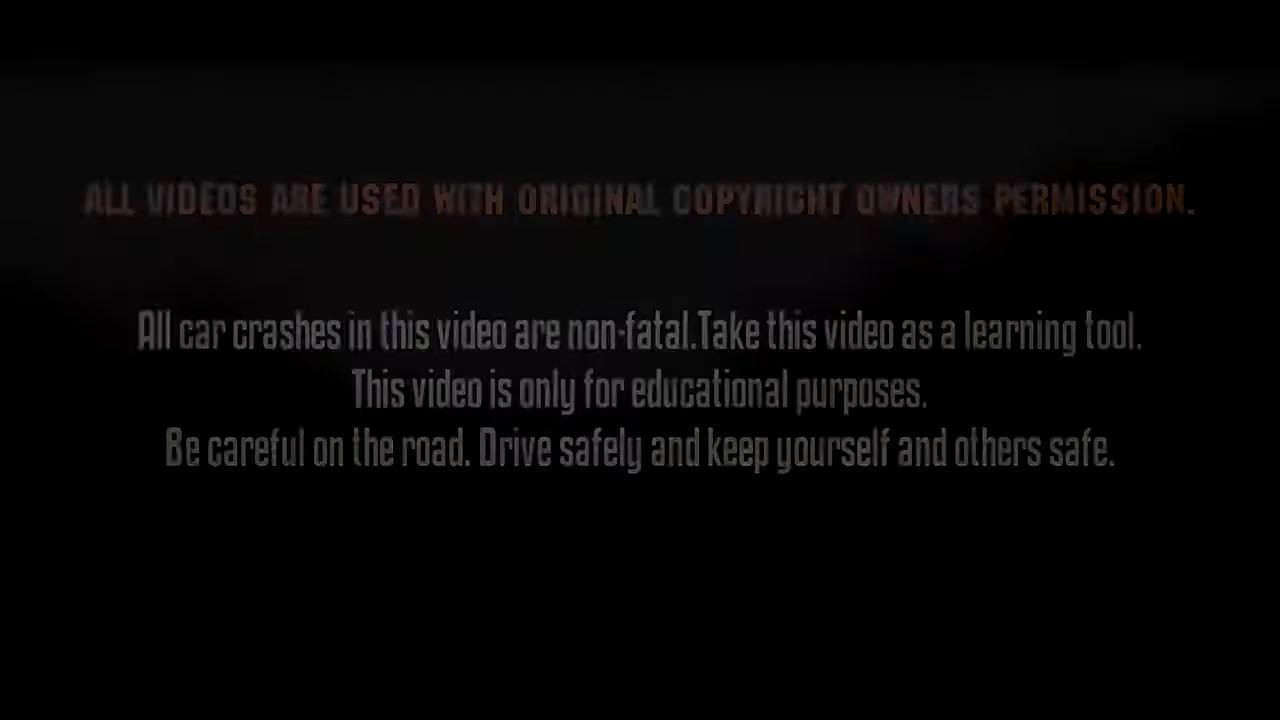 ALL VIDEOS ARE USED WITH ORIGINAL COPYRIGHT OWNERS PERMISSION.
All car crashes in this video are non-fatal.Take this video as a learning tool.
This video is only for educational purposes.
Be careful on the road. Drive safely and keep yourself and others safe.